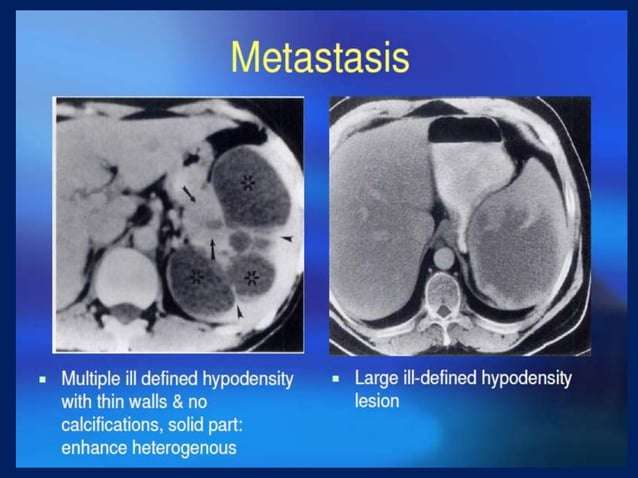 Metastasis
* * *
▪ Multiple ill defined hypodensity
with thin walls & no
calcifications, solid part:
enhance heterogenous
▪ Large ill-defined hypodensity
lesion